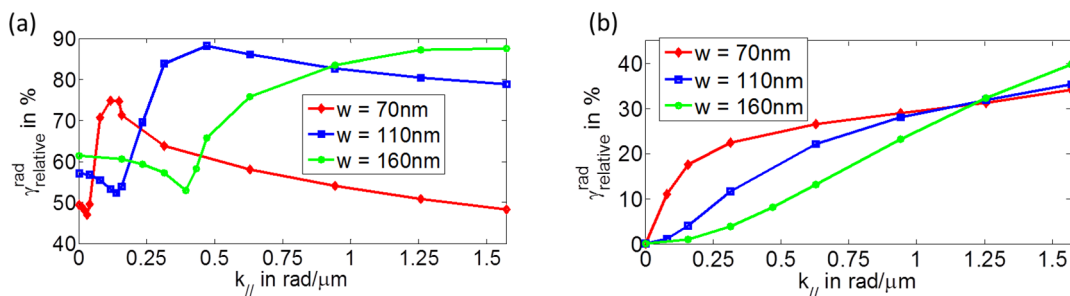 (a)
γ^rad_relative in %
90
80
70
60
50
40
w = 70nm
w = 110nm
w = 160nm
0 0.25 0.5 0.75 1 1.25 1.5
k_// in rad/μm
(b)
γ^rad_relative in %
40
30
20
10
0
w = 70nm
w = 110nm
w = 160nm
0 0.25 0.5 0.75 1 1.25 1.5
k_// in rad/μm